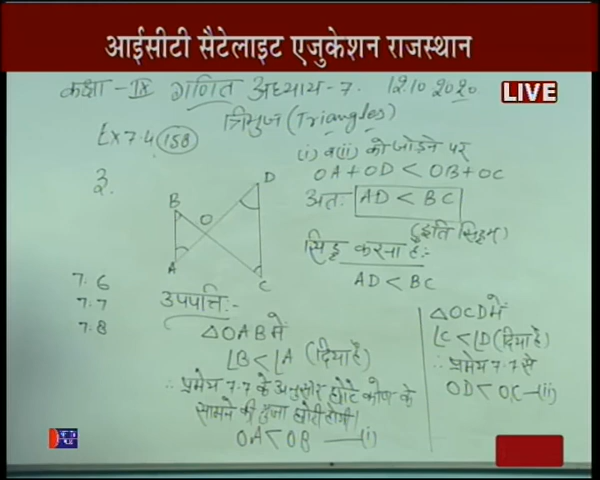 आईसीटी सैटेलाइट एजुकेशन राजस्थान
कक्षा - IX गणित अध्याय - 7. 12.10.2020
LIVE
त्रिभुज (Triangles)
Ex 7.4 (158)
3.
B
O
D
A
C
7.6
7.7
7.8
उपपत्ति:-
△OAB में
∠B < ∠A (दिया है)
∴ प्रमेय 7.7 के अनुसार छोटे कोण के
सामने की भुजा छोटी होगी।
OA < OB —(i)
△OCD में
∠C < ∠D (दिया है)
∴ प्रमेय 7.7 से
OD < OC —(ii)
(i) व (ii) को जोड़ने पर
OA + OD < OB + OC
अतः AD < BC
(इति सिद्धम्)
सिद्ध करना है:-
AD < BC